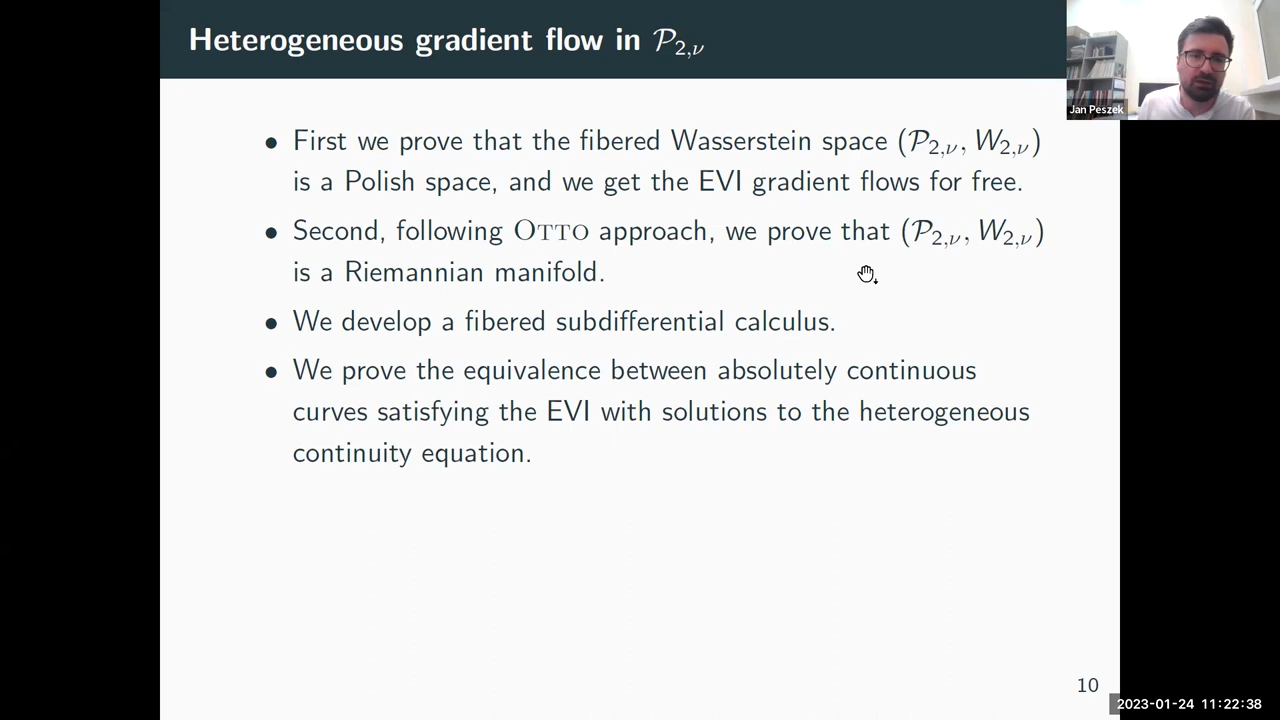 Heterogeneous gradient flow in 𝒫₂,ᵥ
Jan Peszek
• First we prove that the fibered Wasserstein space (𝒫₂,ᵥ, W₂,ᵥ)
is a Polish space, and we get the EVI gradient flows for free.
• Second, following OTTO approach, we prove that (𝒫₂,ᵥ, W₂,ᵥ)
is a Riemannian manifold.
• We develop a fibered subdifferential calculus.
• We prove the equivalence between absolutely continuous
curves satisfying the EVI with solutions to the heterogeneous
continuity equation.
10
2023-01-24 11:22:38